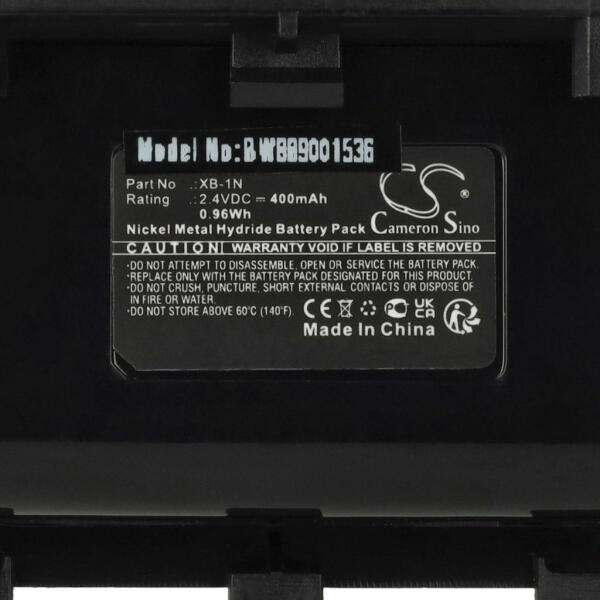 Model No:BW889001536
Part No .: XB-1N
Rating .: 2.4VDC ⎓ 400mAh
0.96Wh
Nickel Metal Hydride Battery Pack
CS
®
Cameron Sino
CAUTION WARRANTY VOID IF LABEL IS REMOVED
·DO NOT ATTEMPT TO DISASSEMBLE, OPEN OR SERVICE THE BATTERY.
·REPLACE ONLY WITH THE BATTERY PACK DESIGNATED FOR THIS PRODUCT.
·DO NOT CRUSH, PUNCTURE, SHORT EXTERNAL CONTACTS OR DISPOSE OF
IN FIRE OR WATER.
·DO NOT STORE ABOVE 60°C (140°F).
CE PC UK CA
Made In China